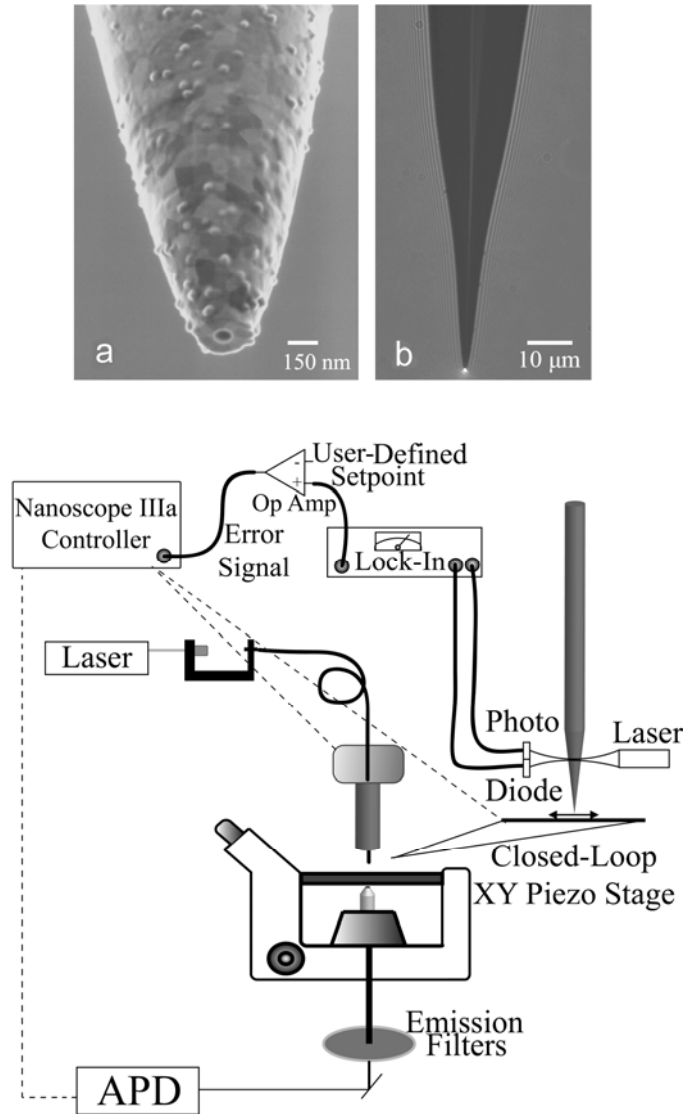 a
150 nm
b
10 μm
User-Defined
Setpoint
-
+
Op Amp
Nanoscope IIIa
Controller
Error
Signal
Lock-In
Laser
Photo
Diode
Laser
Closed-Loop
XY Piezo Stage
Emission
Filters
APD